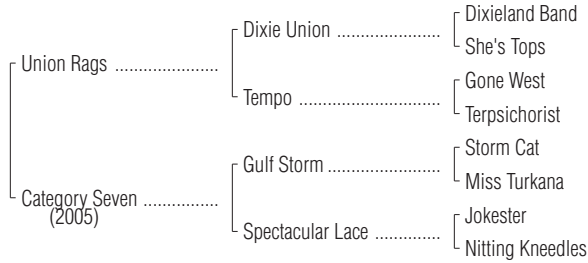 Dixieland Band
Dixie Union ....................................
She's Tops
Union Rags .....................
Gone West
Tempo .............................
Terpsichorist
Storm Cat
Gulf Storm .......................
Miss Turkana
Category Seven ................
(2005)
Jokester
Spectacular Lace .............
Nitting Kneedles